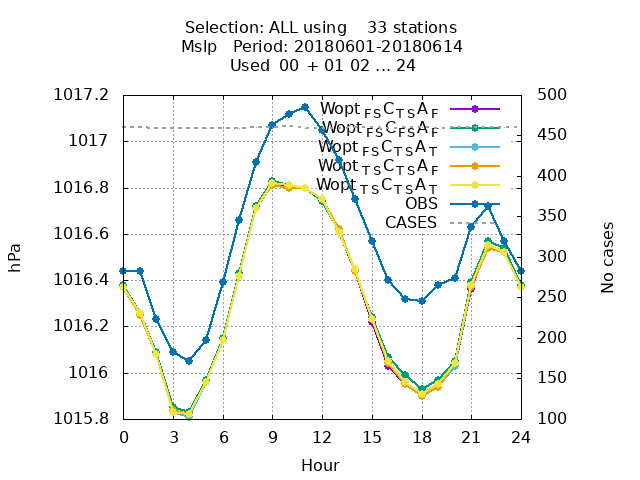 Selection: ALL using 33 stations
Mslp Period: 20180601-20180614
Used 00 + 01 02 ... 24
1017.2
1017
1016.8
1016.6
1016.4
1016.2
1016
1015.8
hPa
500
450
400
350
300
250
200
150
100
No cases
Wopt FS C TS A F
Wopt FS C FS A F
Wopt FS C TS A T
Wopt TS C TS A F
Wopt TS C TS A T
OBS
CASES
0 3 6 9 12 15 18 21 24
Hour